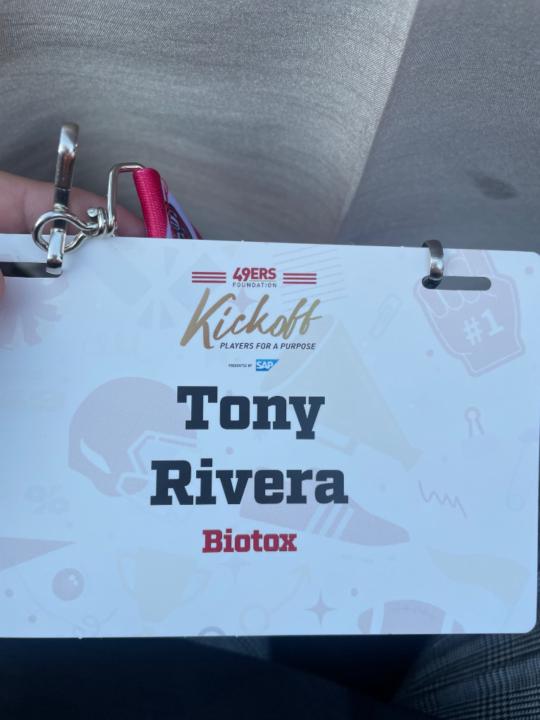 49ERS
FOUNDATION
Kickoff
PLAYERS FOR A PURPOSE
PRESENTED BY SAP
#1
Tony
Rivera
Biotox